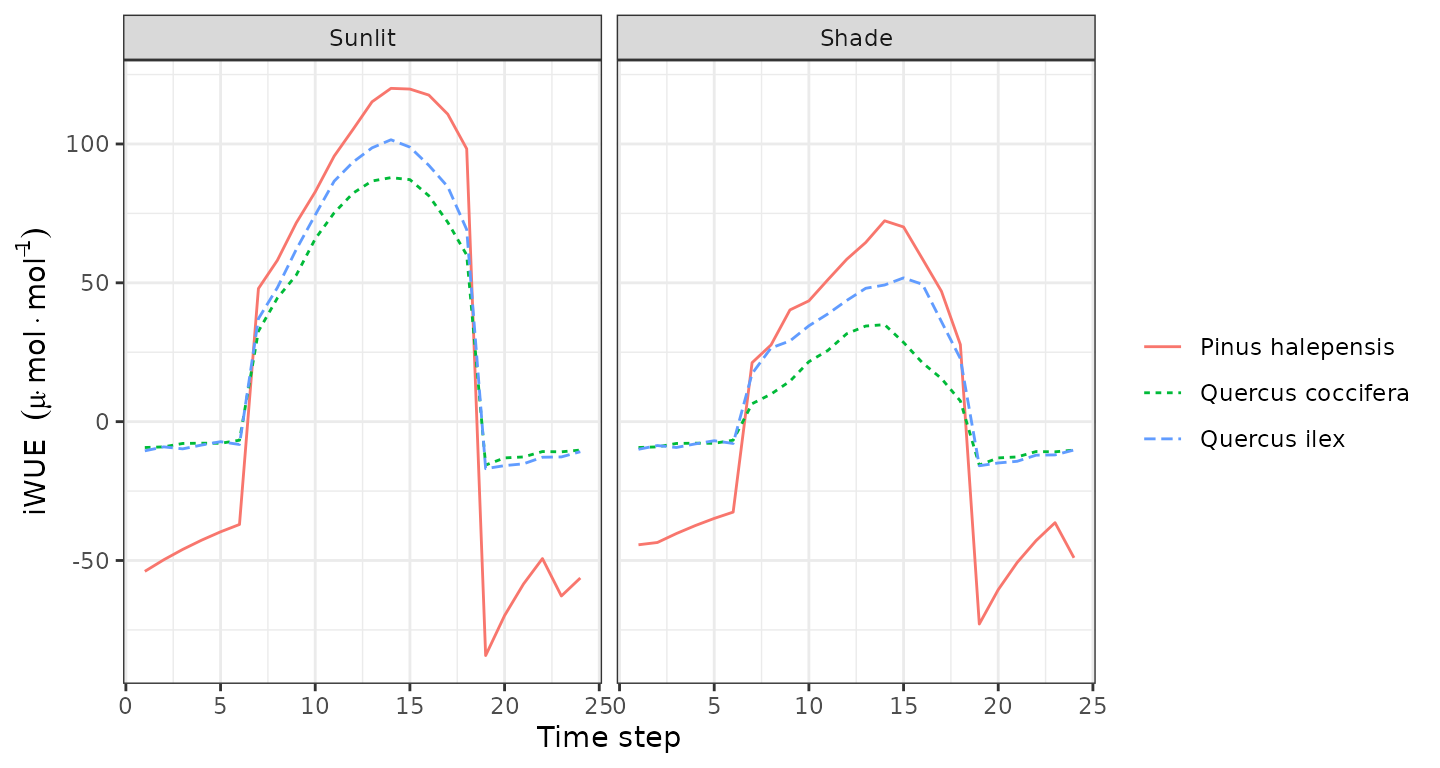 Sunlit
Shade
iWUE (μ·mol·mol⁻¹)
100
50
0
-50
0 5 10 15 20 25
0 5 10 15 20 25
Time step
Pinus halepensis
Quercus coccifera
Quercus ilex